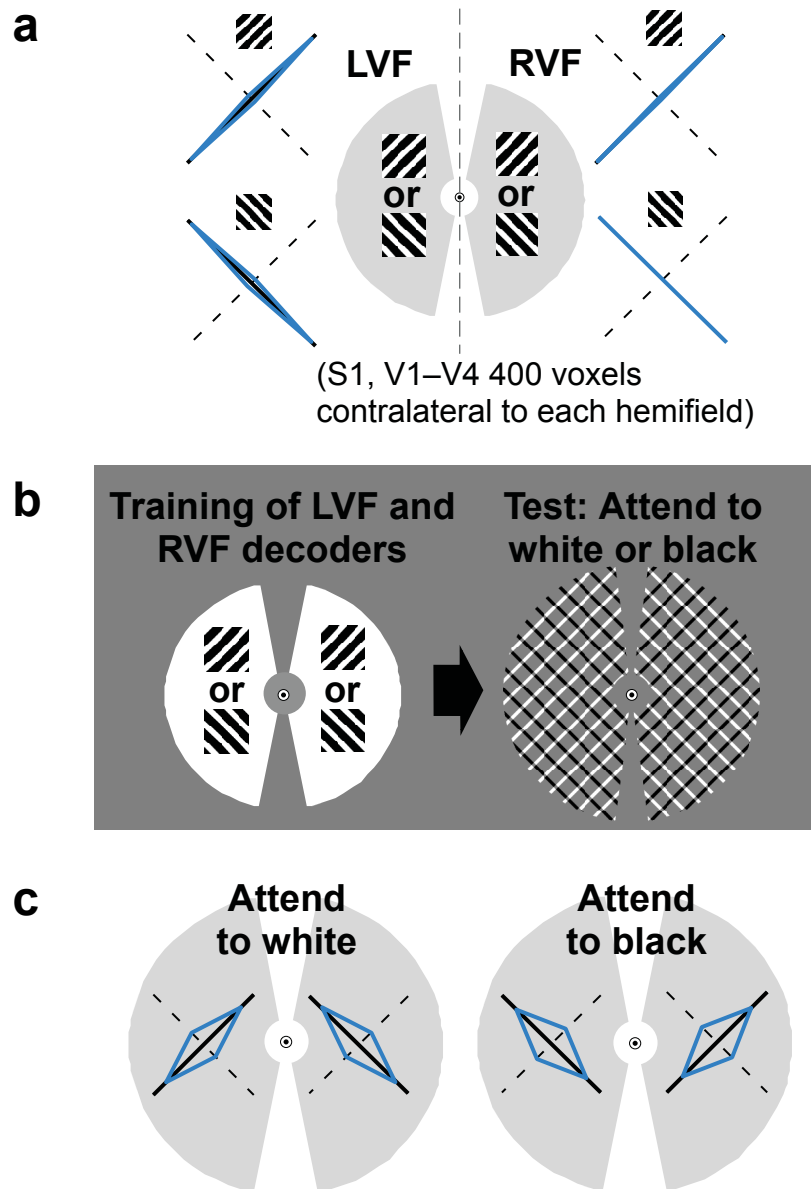 a
LVF
RVF
or
or
(S1, V1–V4 400 voxels
contralateral to each hemifield)
b
Training of LVF and
RVF decoders
Test: Attend to
white or black
or
or
c
Attend
to white
Attend
to black